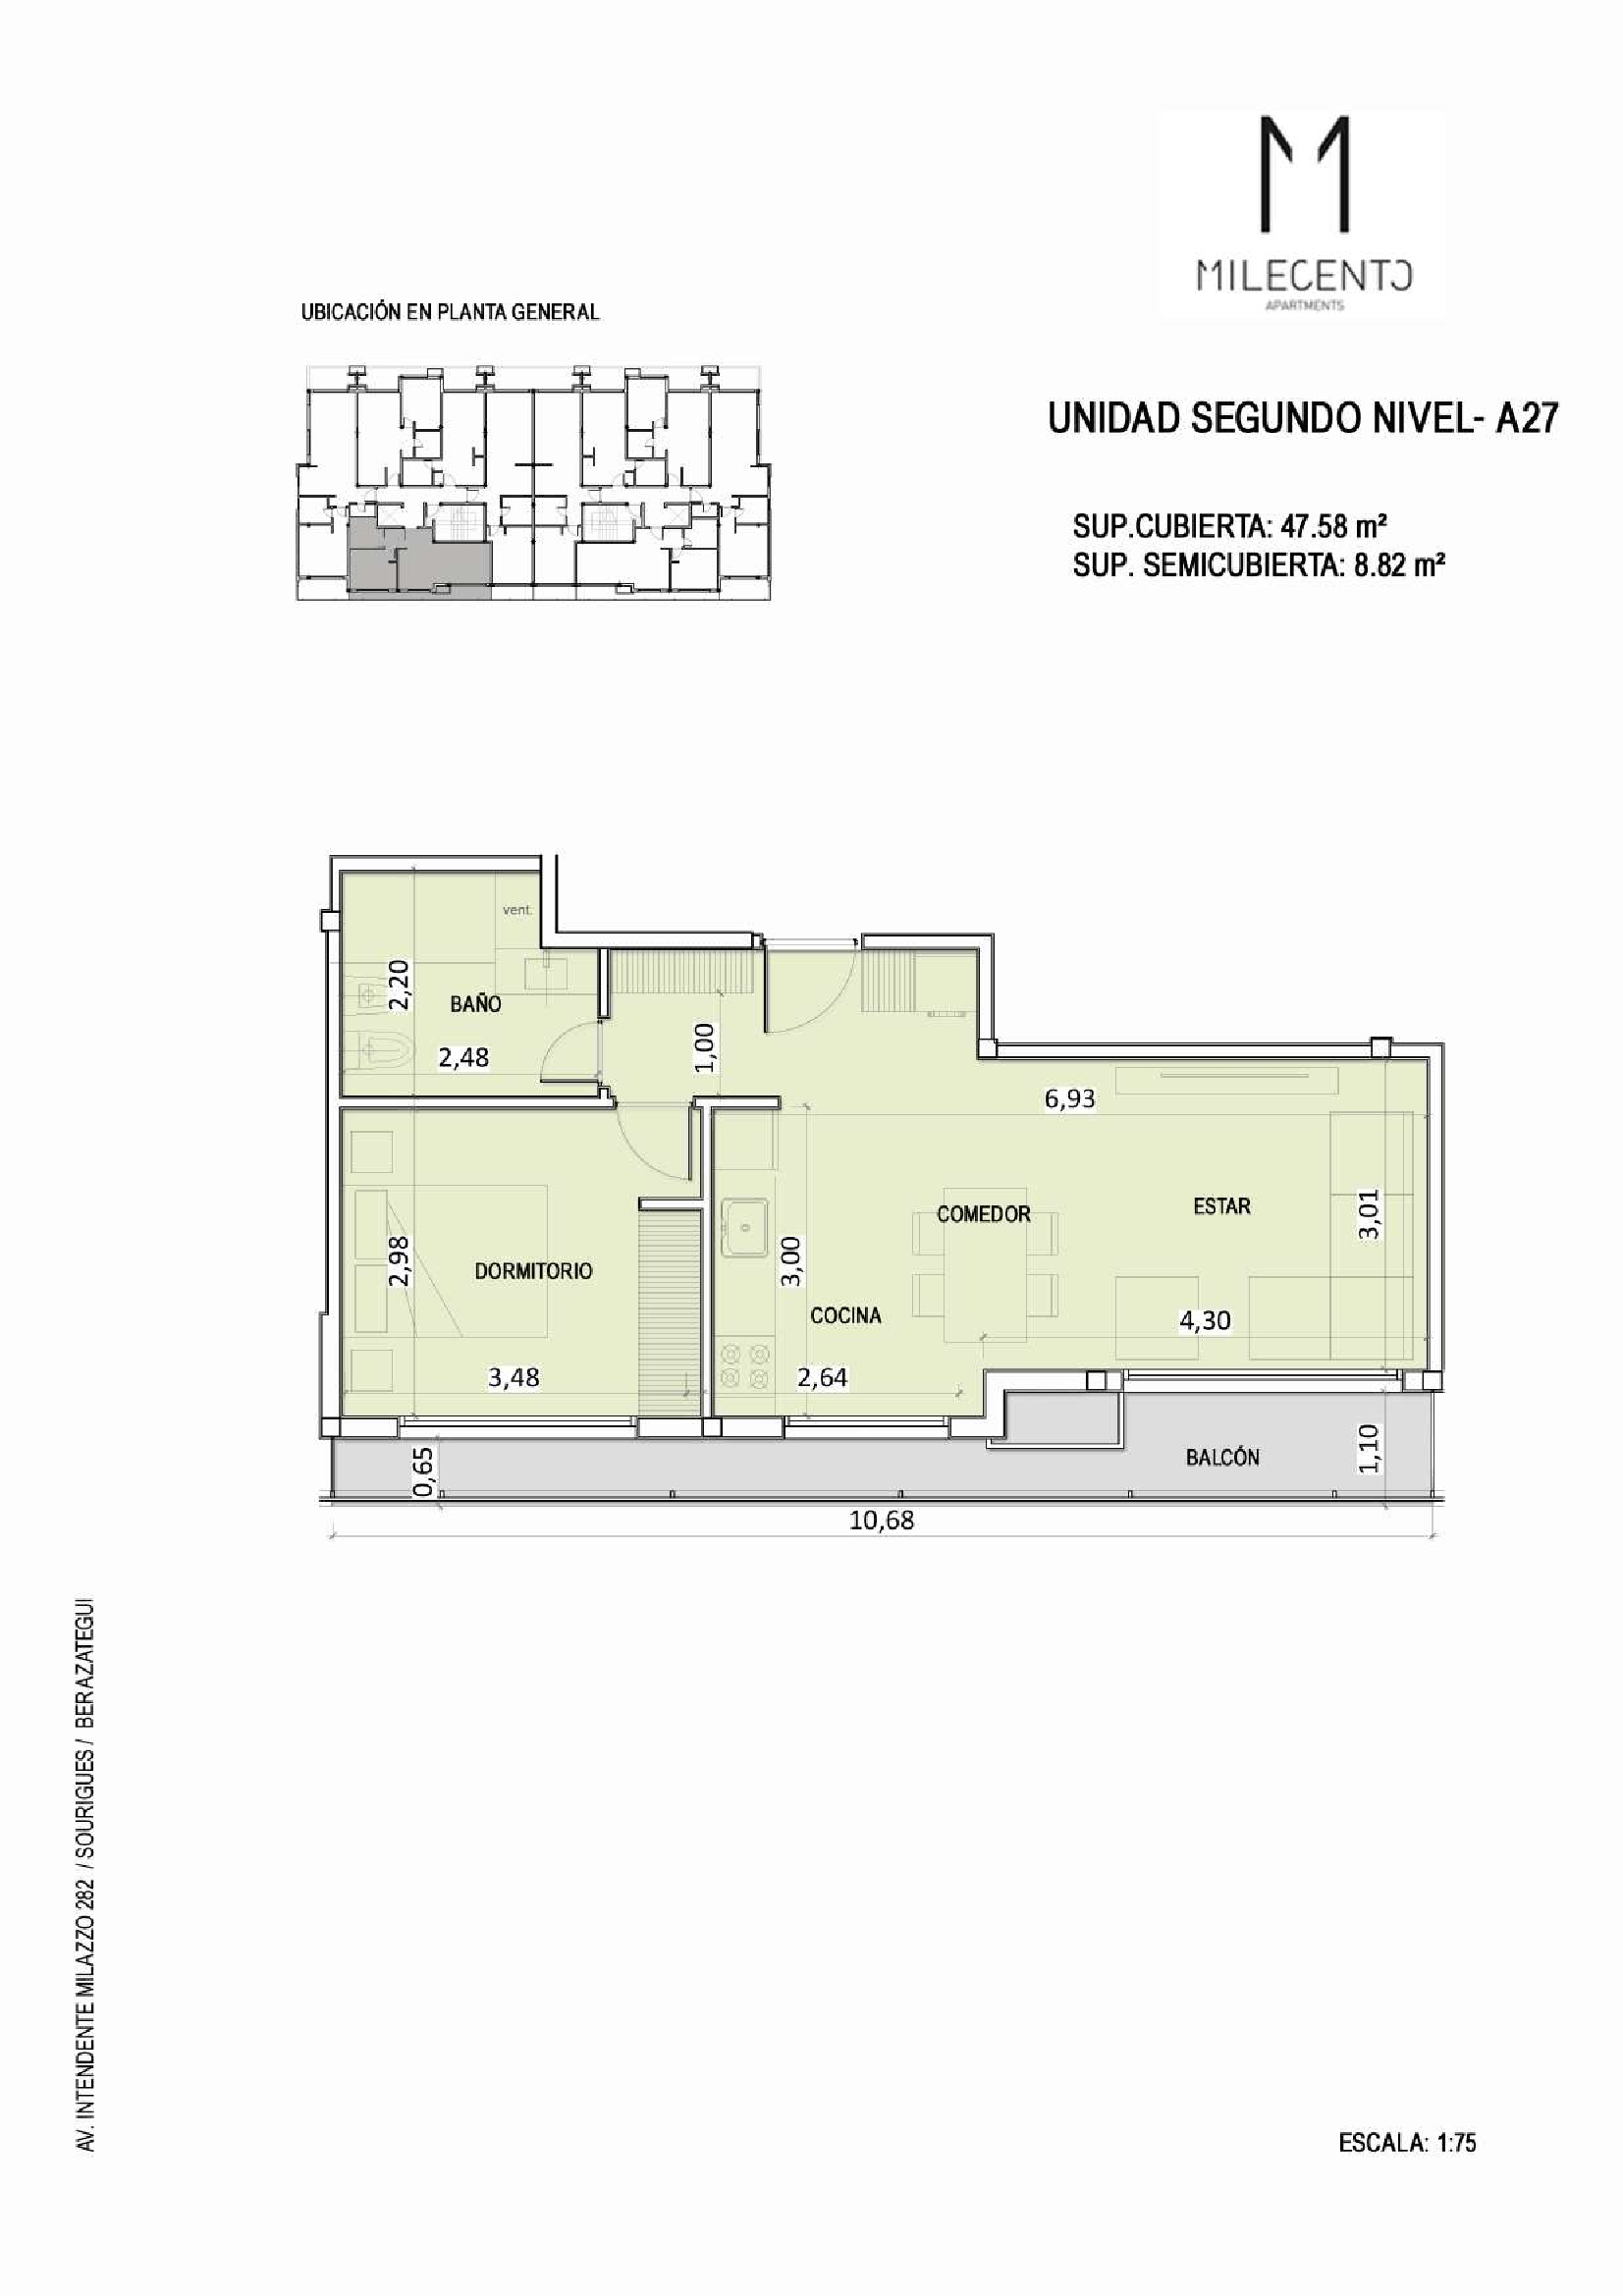 MILECENTO
APARTMENTS
UBICACIÓN EN PLANTA GENERAL
UNIDAD SEGUNDO NIVEL- A27
SUP.CUBIERTA: 47.58 m²
SUP. SEMICUBIERTA: 8.82 m²
vent.
2,20
BAÑO
2,48
1,00
6,93
COMEDOR
ESTAR
3,01
2,98
DORMITORIO
3,00
COCINA
4,30
3,48
2,64
0,65
BALCÓN
1,10
10,68
AV. INTENDENTE MILAZZO 282 / SOURIGUES / BERAZATEGUI
ESCALA: 1:75